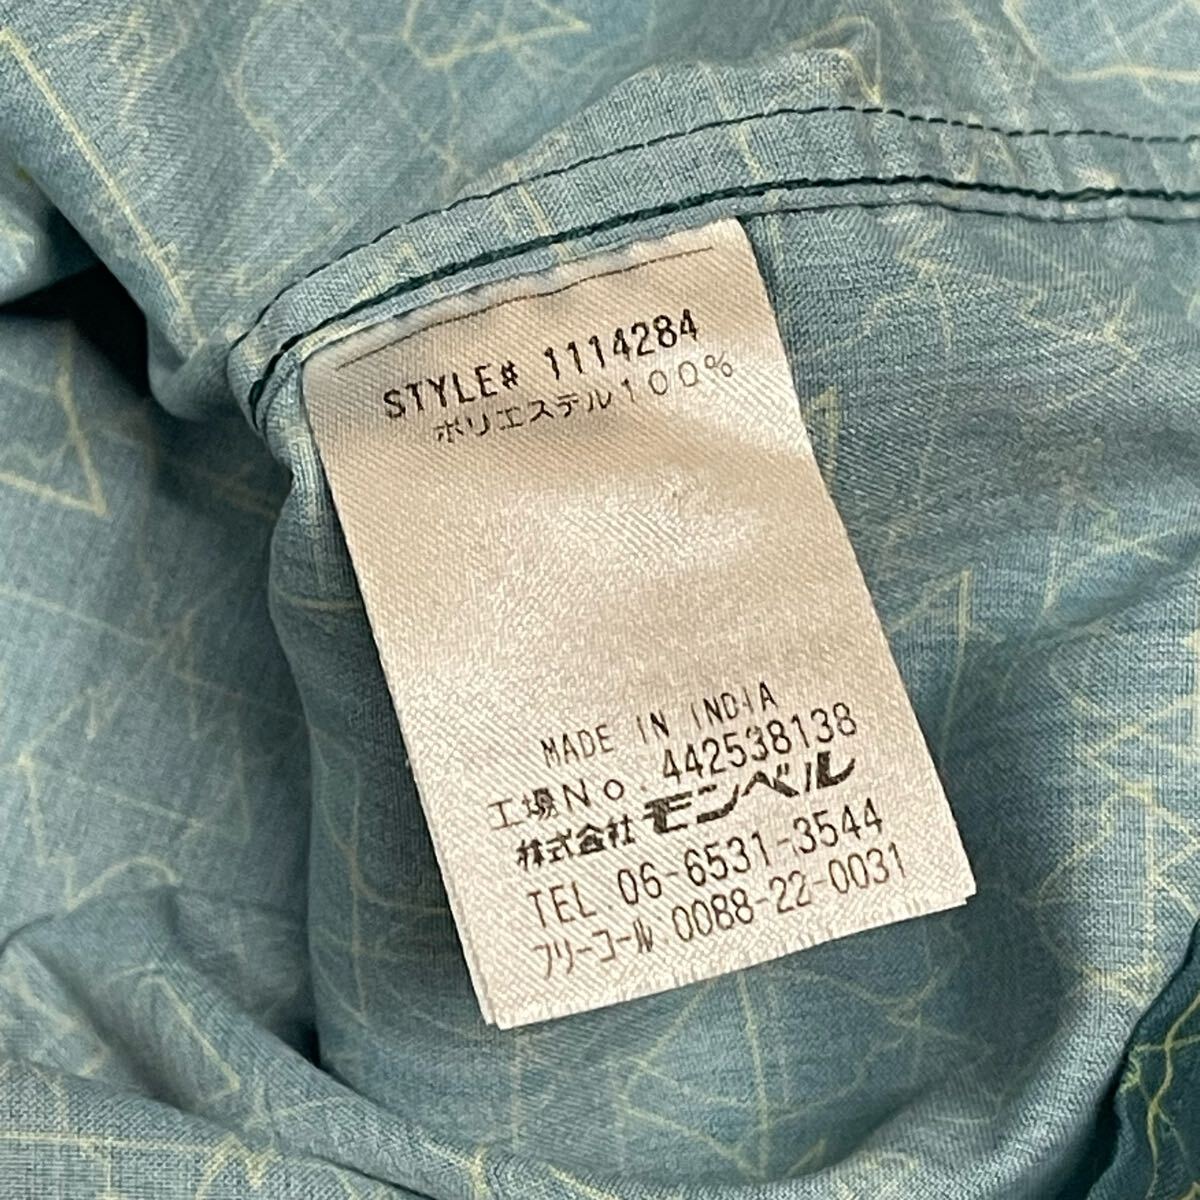 STYLE# 1114284
ポリエステル100%
MADE IN INDIA
工場No. 442538138
株式会社 モンベル
TEL 06-6531-3544
フリーコール 0088-22-0031